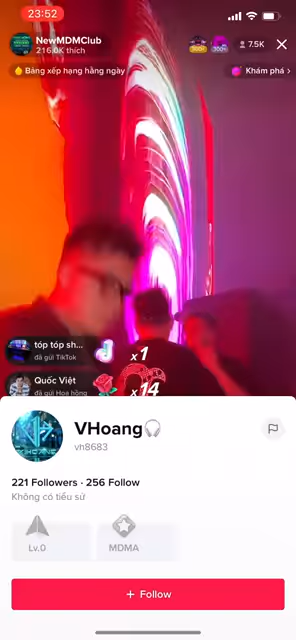 23:52
NewMDMClub
216.0K thích
7.5K
Bảng xếp hạng hằng ngày
Khám phá
tóp tóp sh...
đã gửi TikTok
x1
Quốc Việt
đã gửi Hoa hồng
x14
VHoang
vh8683
221 Followers · 256 Follow
Không có tiểu sử
Lv.0
MDMA
+ Follow